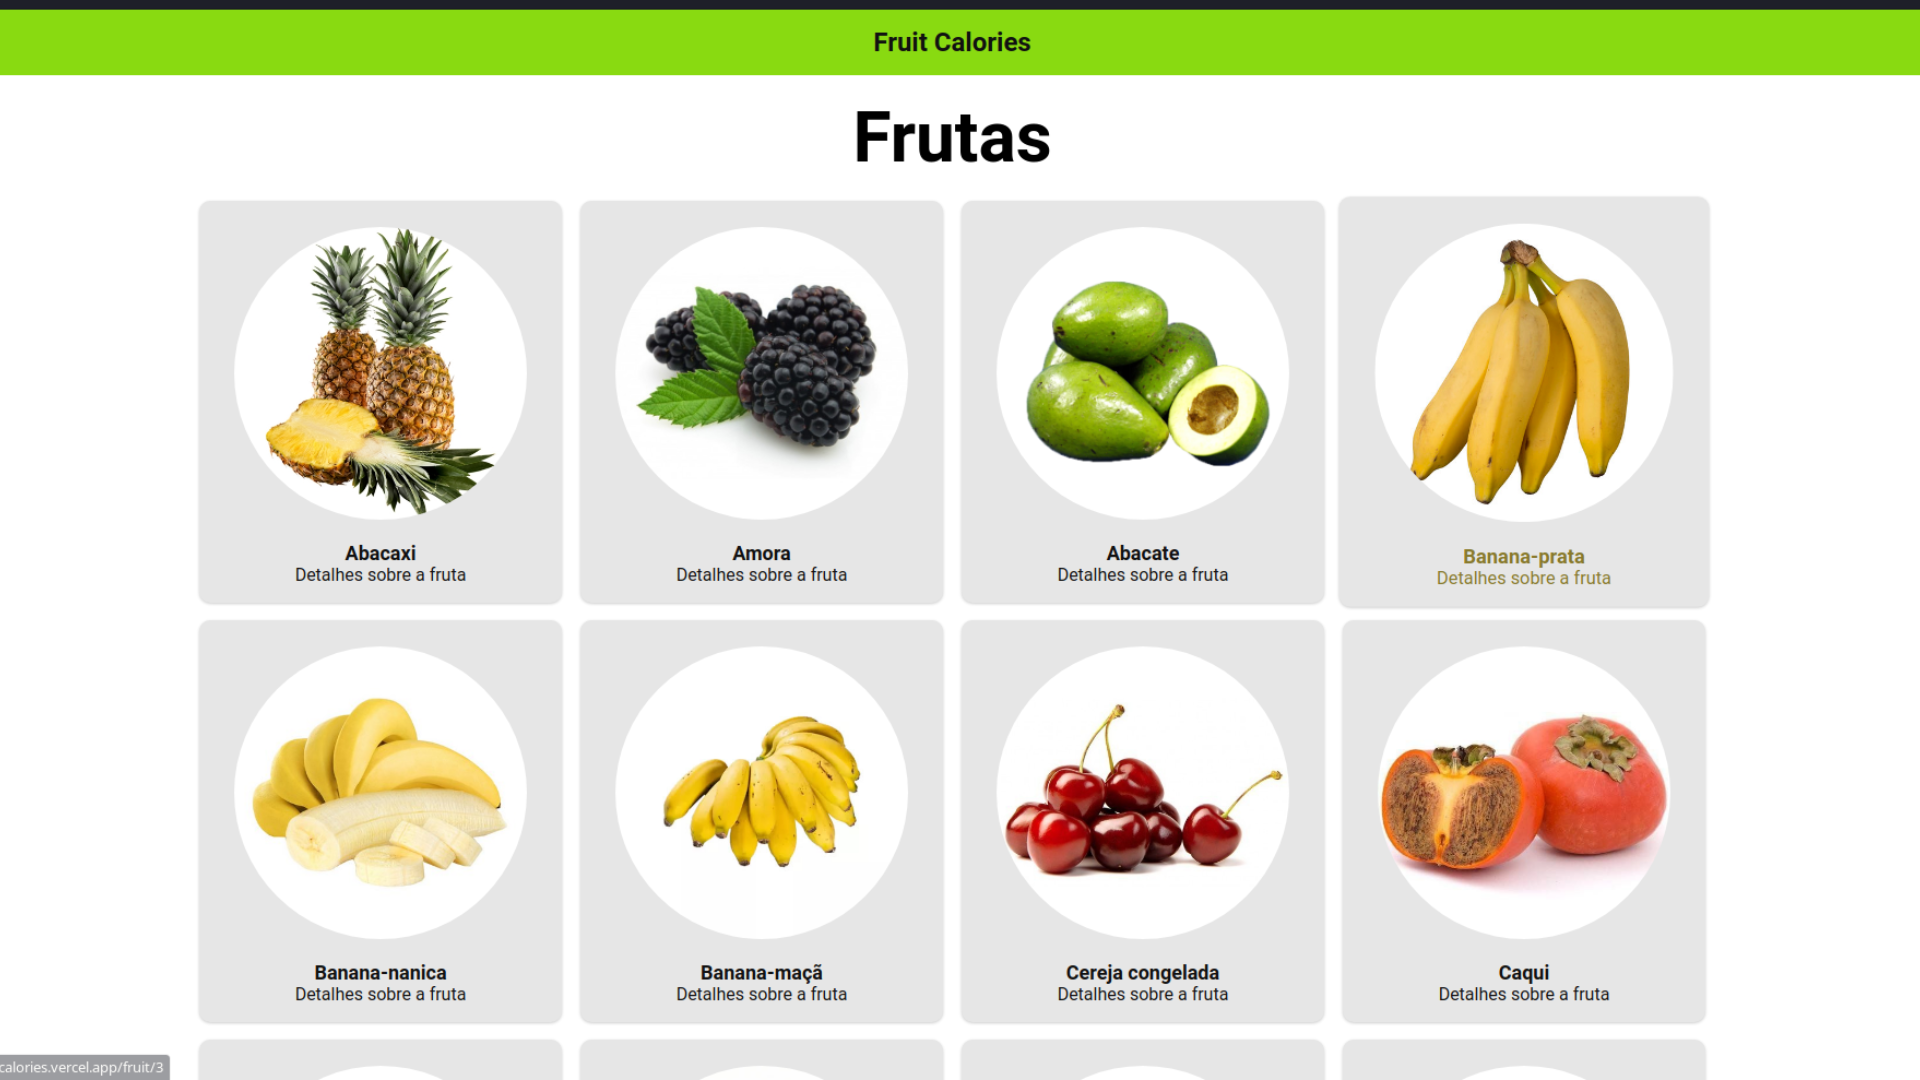 Fruit Calories
Frutas
Abacaxi
Detalhes sobre a fruta
Amora
Detalhes sobre a fruta
Abacate
Detalhes sobre a fruta
Banana-prata
Detalhes sobre a fruta
Banana-nanica
Detalhes sobre a fruta
Banana-maçã
Detalhes sobre a fruta
Cereja congelada
Detalhes sobre a fruta
Caqui
Detalhes sobre a fruta
calories.vercel.app/fruit/3